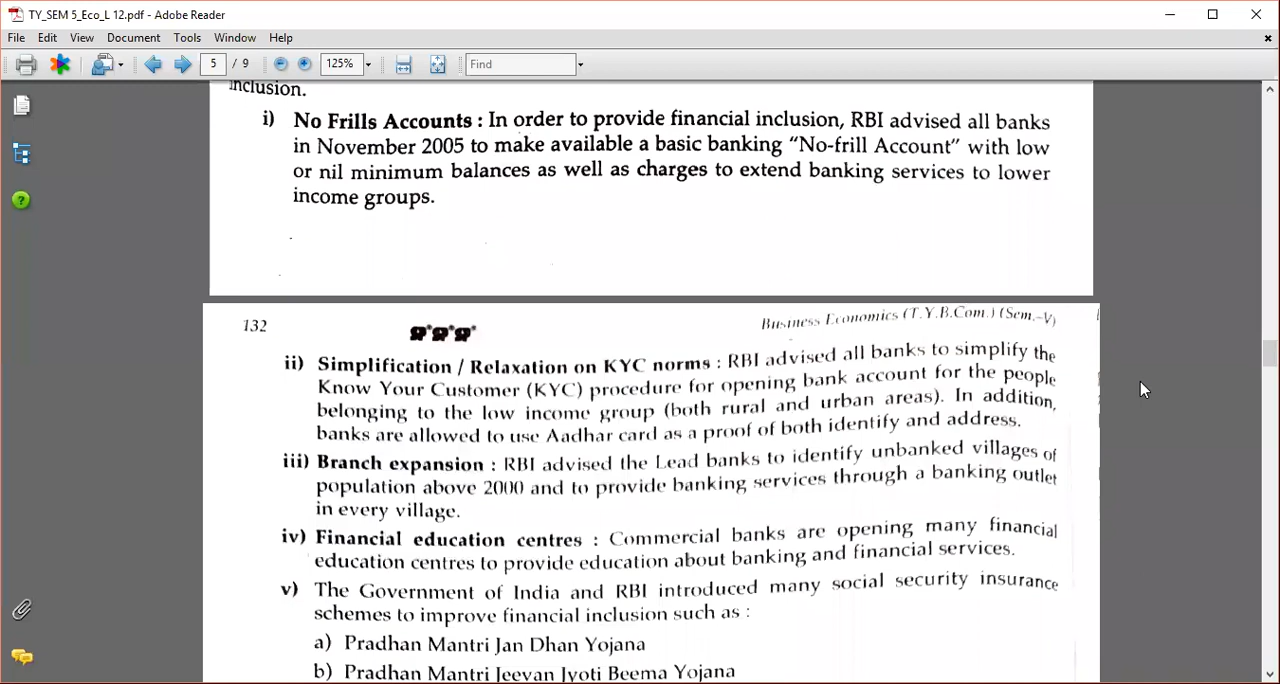 TY_SEM 5_Eco_L 12.pdf - Adobe Reader
File Edit View Document Tools Window Help
5 / 9 125% Find
inclusion.
i) No Frills Accounts : In order to provide financial inclusion, RBI advised all banks
in November 2005 to make available a basic banking “No-frill Account” with low
or nil minimum balances as well as charges to extend banking services to lower
income groups.
132 Business Economics (T.Y.B.Com.) (Sem.-V)
ii) Simplification / Relaxation on KYC norms : RBI advised all banks to simplify the
Know Your Customer (KYC) procedure for opening bank account for the people
belonging to the low income group (both rural and urban areas). In addition,
banks are allowed to use Aadhar card as a proof of both identify and address.
iii) Branch expansion : RBI advised the Lead banks to identify unbanked villages of
population above 2000 and to provide banking services through a banking outlet
in every village.
iv) Financial education centres : Commercial banks are opening many financial
education centres to provide education about banking and financial services.
v) The Government of India and RBI introduced many social security insurance
schemes to improve financial inclusion such as :
a) Pradhan Mantri Jan Dhan Yojana
b) Pradhan Mantri Jeevan Jyoti Beema Yojana